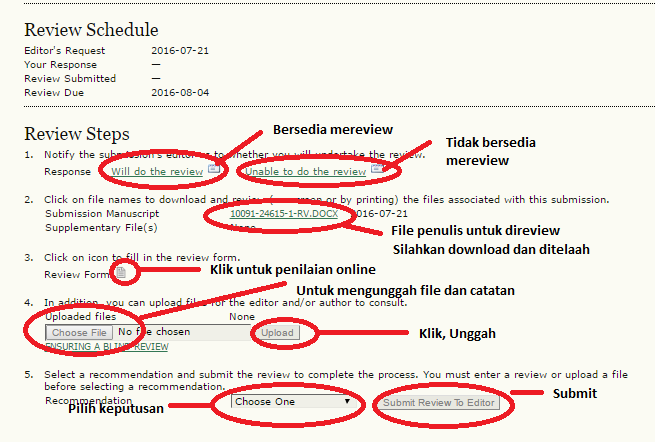 Review Schedule
Editor's Request 2016-07-21
Your Response —
Review Submitted —
Review Due 2016-08-04
Review Steps
Bersedia mereview
Tidak bersedia
mereview
1. Notify the submission's editor as to whether you will undertake the review.
Response Will do the review Unable to do the review
2. Click on file names to download and review (on screen or by printing) the files associated with this submission.
Submission Manuscript 10091-24615-1-RV.DOCX 2016-07-21
Supplementary File(s) None
File penulis untuk direview
Silahkan download dan ditelaah
3. Click on icon to fill in the review form.
Review Form
Klik untuk penilaian online
Untuk mengunggah file dan catatan
4. In addition, you can upload files for the editor and/or author to consult.
Uploaded files None
Choose File No file chosen Upload
Klik, Unggah
ENSURING A BLIND REVIEW
5. Select a recommendation and submit the review to complete the process. You must enter a review or upload a file
before selecting a recommendation.
Submit
Recommendation Choose One Submit Review To Editor
Pilih keputusan